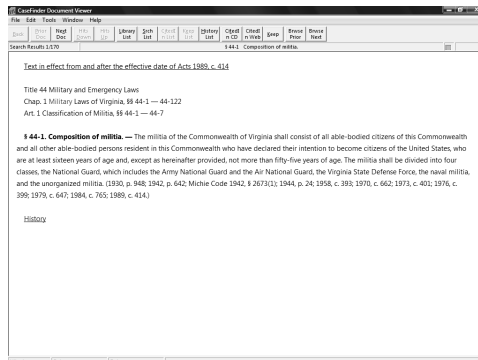 CaseFinder Document Viewer
File Edit Tools Window Help
Back Prior Doc Next Doc Hits Down Hits Up Library List Srch List Citedl n List Keep List History List Citedl n CD Citedl n Web Keep Brwse Prior Brwse Next
Search Results 1/170 § 44-1 Composition of militia.
Text in effect from and after the effective date of Acts 1989, c. 414
Title 44 Military and Emergency Laws
Chap. 1 Military Laws of Virginia, §§ 44-1 — 44-122
Art. 1 Classification of Militia, §§ 44-1 — 44-7
§ 44-1. Composition of militia. — The militia of the Commonwealth of Virginia shall consist of all able-bodied citizens of this Commonwealth
and all other able-bodied persons resident in this Commonwealth who have declared their intention to become citizens of the United States, who
are at least sixteen years of age and, except as hereinafter provided, not more than fifty-five years of age. The militia shall be divided into four
classes, the National Guard, which includes the Army National Guard and the Air National Guard, the Virginia State Defense Force, the naval militia,
and the unorganized militia. (1930, p. 948; 1942, p. 642; Michie Code 1942, § 2673(1); 1944, p. 24; 1958, c. 393; 1970, c. 662; 1973, c. 401; 1976, c.
399; 1979, c. 647; 1984, c. 765; 1989, c. 414.)
History